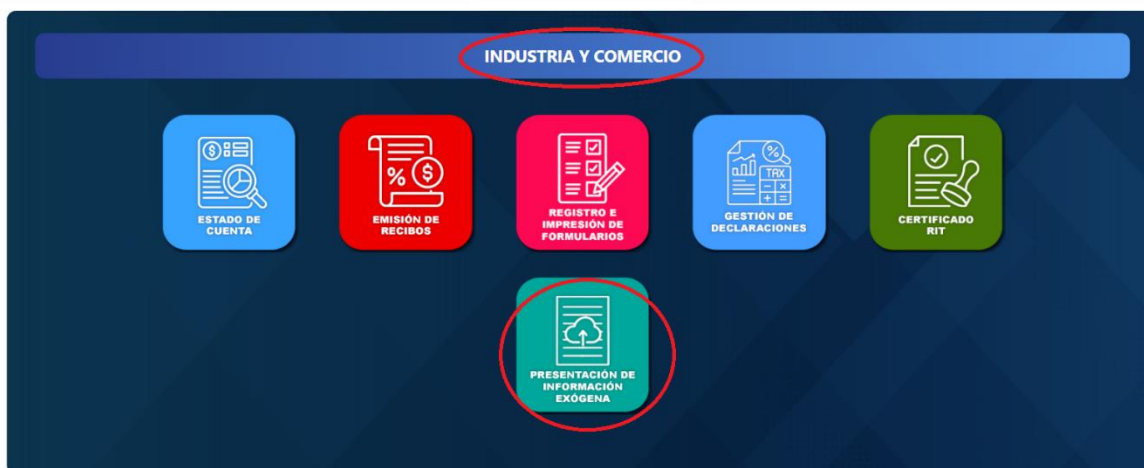 INDUSTRIA Y COMERCIO
ESTADO DE
CUENTA
%
$
EMISIÓN DE
RECIBOS
REGISTRO E
IMPRESIÓN DE
FORMULARIOS
%
TAX
GESTIÓN DE
DECLARACIONES
CERTIFICADO
RIT
PRESENTACIÓN DE
INFORMACIÓN
EXÓGENA